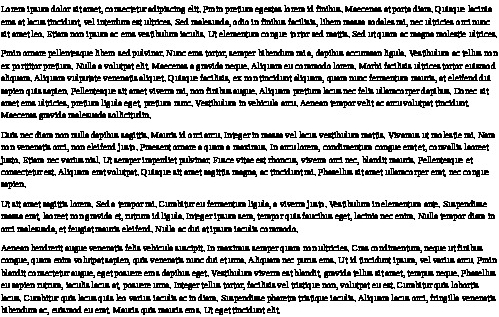 Lorem ipsum dolor sit amet, consectetur adipiscing elit. Proin pretium egestas lorem id finibus. Maecenas at porta diam. Quisque lacinia
eros at lacus tincidunt, vel interdum est ultrices. Sed malesuada, odio in finibus facilisis, libero massa sodales mi, nec ultricies orci nunc
sit amet leo. Etiam non ipsum ac eros vestibulum iaculis. Ut elementum congue tortor sed mattis. Sed ut quam ac magna molestie ultrices.
Proin ornare pellentesque libero sed pulvinar. Nunc eros tortor, semper bibendum nisi, dapibus accumsan ligula. Vestibulum ac tellus non
ex porttitor pretium. Nulla a volutpat elit. Maecenas a gravida neque. Aliquam eu commodo lorem. Morbi facilisis ultrices tortor euismod
aliquam. Aliquam vulputate venenatis aliquet. Quisque facilisis, ex non tincidunt aliquam, quam nunc fermentum mauris, at eleifend dui
sapien quis sapien. Pellentesque sit amet viverra mi, non finibus augue. Aliquam pretium lacus nec felis ullamcorper dapibus. Donec sit
amet eros ultricies, pretium ligula eget, pretium nunc. Vestibulum in vehicula arcu. Aenean tempor velit ac arcu volutpat tincidunt.
Maecenas gravida malesuada sollicitudin.
Duis nec diam non nulla dapibus sagittis. Mauris id orci arcu. Integer in massa vel lacus vestibulum mattis. Vivamus ut molestie mi. Nam
non venenatis orci, non eleifend justo. Praesent ornare a quam a maximus. In arcu lorem, condimentum congue erat et, convallis laoreet
justo. Etiam nec varius nisl. Ut semper imperdiet pulvinar. Fusce vitae est rhoncus, viverra orci nec, blandit mauris. Pellentesque et
consectetur est. Aliquam erat volutpat. Quisque sit amet sagittis magna, ac tincidunt mi. Phasellus sit amet ullamcorper erat, nec congue
sapien.
Ut sit amet sagittis lorem. Sed a tempor mi. Curabitur eu fermentum ligula, a viverra justo. Vestibulum in elementum ante. Suspendisse
massa erat, laoreet non gravida et, rutrum id ligula. Integer ipsum sem, tempor quis faucibus eget, lacinia nec enim. Nulla tempor diam in
orci malesuada, et feugiat mauris eleifend. Nulla ac dui at ipsum iaculis commodo.
Aenean hendrerit augue venenatis felis vehicula suscipit. In maximus semper quam non ultricies. Cras condimentum, neque ut finibus
congue, quam enim volutpat sapien, quis venenatis nunc dui et urna. Aliquam nec purus eros. Ut id tincidunt ipsum, vel varius arcu. Proin
blandit consectetur augue, eget posuere eros dapibus eget. Vestibulum viverra est blandit, gravida tellus sit amet, tempus neque. Phasellus
eu sapien rutrum, iaculis lacus at, posuere urna. Integer tellus tortor, facilisis vel tristique non, volutpat eu est. Curabitur quis lobortis
lacus. Curabitur quis lacus quis leo varius iaculis ac in diam. Suspendisse pharetra tristique iaculis. Aliquam lacus orci, fringilla venenatis
bibendum ac, euismod eu erat. Mauris quis mauris eros. Ut eget tincidunt elit.